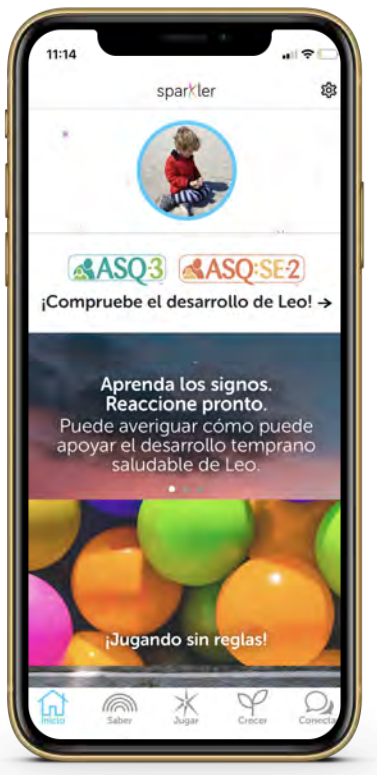 11:14
sparkler
ASQ-3 ASQ:SE-2
¡Compruebe el desarrollo de Leo! →
Aprenda los signos.
Reaccione pronto.
Puede averiguar cómo puede
apoyar el desarrollo temprano
saludable de Leo.
¡Jugando sin reglas!
Inicio Saber Jugar Crecer Conecta